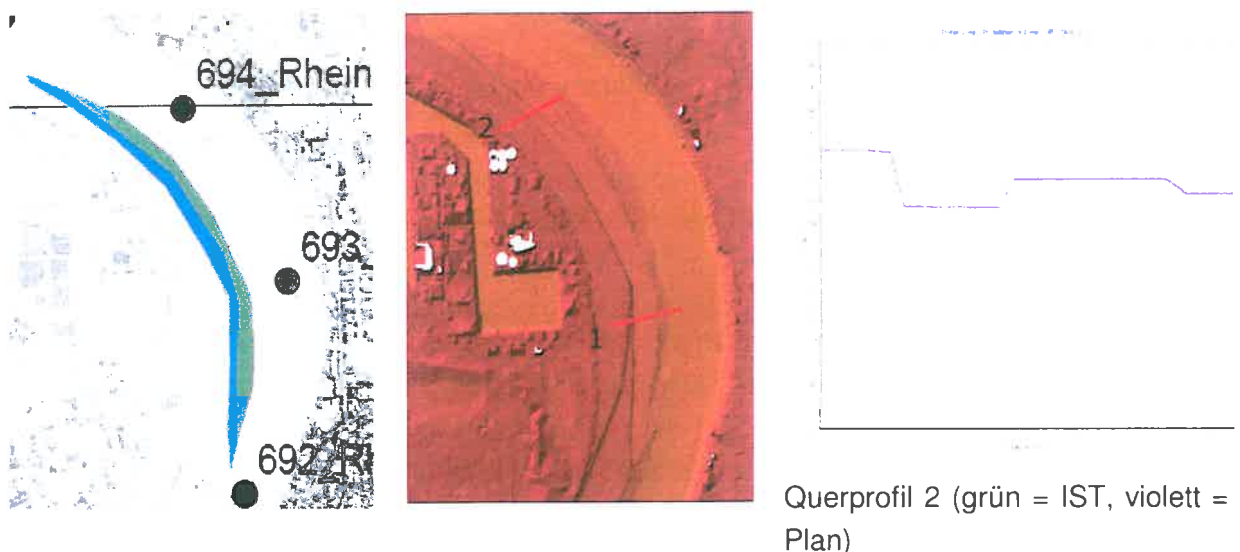 694_Rhein
693
692_R
2
1
Querprofil 2 (grün = IST, violett =
Plan)